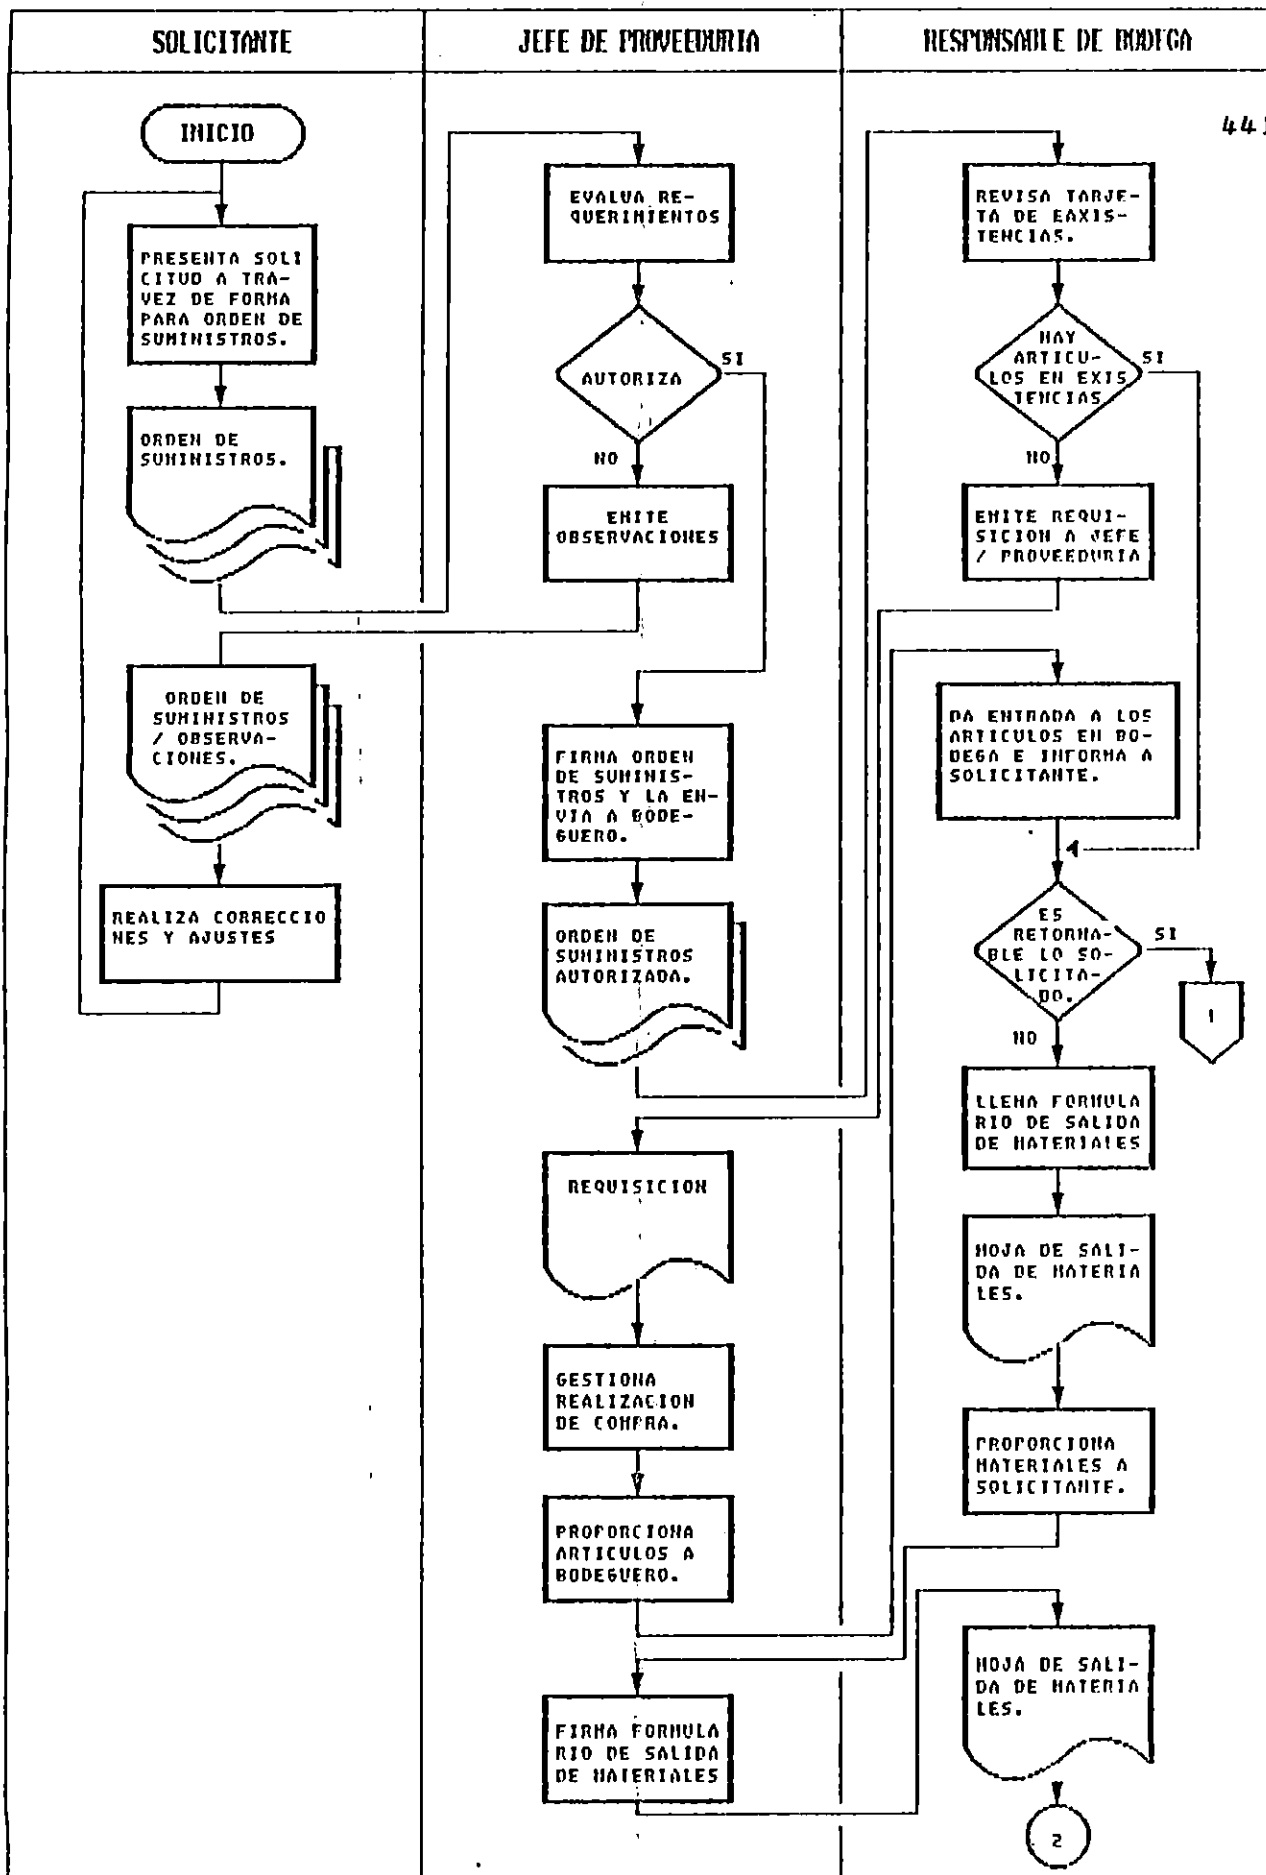 SOLICITANTE
JEFE DE PROVEEDURIA
RESPONSABLE DE BODEGA
441
INICIO
PRESENTA SOLI
CITUD A TRA-
VEZ DE FORMA
PARA ORDEN DE
SUMINISTROS.
ORDEN DE
SUMINISTROS.
ORDEN DE
SUMINISTROS
/ OBSERVA-
CIONES.
REALIZA CORRECCIO
NES Y AJUSTES
EVALUA RE-
QUERIMIENTOS
AUTORIZA
SI
NO
EMITE
OBSERVACIONES
FIRMA ORDEN
DE SUMINIS-
TROS Y LA EN-
VIA A BODE-
GUERO.
ORDEN DE
SUMINISTROS
AUTORIZADA.
REQUISICION
GESTIONA
REALIZACION
DE COMPRA.
PROPORCIONA
ARTICULOS A
BODEGUERO.
FIRMA FORMULA
RIO DE SALIDA
DE MATERIALES
REVISA TARJE-
TA DE EAXIS-
TENCIAS.
HAY
ARTICU-
LOS EN EXIS
TENCIAS
SI
NO
EMITE REQUI-
SICION A JEFE
/ PROVEEDURIA
DA ENTRADA A LOS
ARTICULOS EN BO-
DEGA E INFORMA A
SOLICITANTE.
ES
RETORNA-
BLE LO SO-
LICITA-
DO.
SI
1
NO
LLENA FORMULA
RIO DE SALIDA
DE MATERIALES
HOJA DE SALI-
DA DE MATERIA
LES.
PROPORCIONA
MATERIALES A
SOLICITANTE.
HOJA DE SALI-
DA DE MATERIA
LES.
2